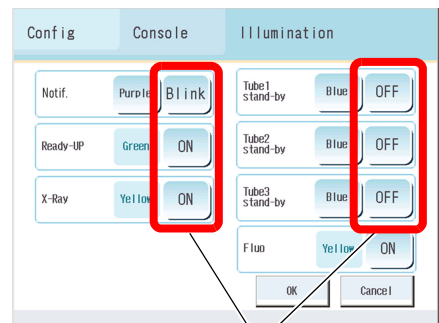 Config Console Illumination
Notif. Purple Blink
Ready-UP Green ON
X-Ray Yellow ON
Tube1
stand-by Blue OFF
Tube2
stand-by Blue OFF
Tube3
stand-by Blue OFF
Fluo Yellow ON
OK Cancel